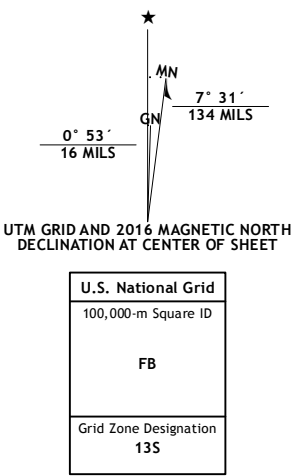 ★
MN
GN
7° 31´
134 MILS
0° 53´
16 MILS
UTM GRID AND 2016 MAGNETIC NORTH
DECLINATION AT CENTER OF SHEET
U.S. National Grid
100,000-m Square ID
FB
Grid Zone Designation
13S